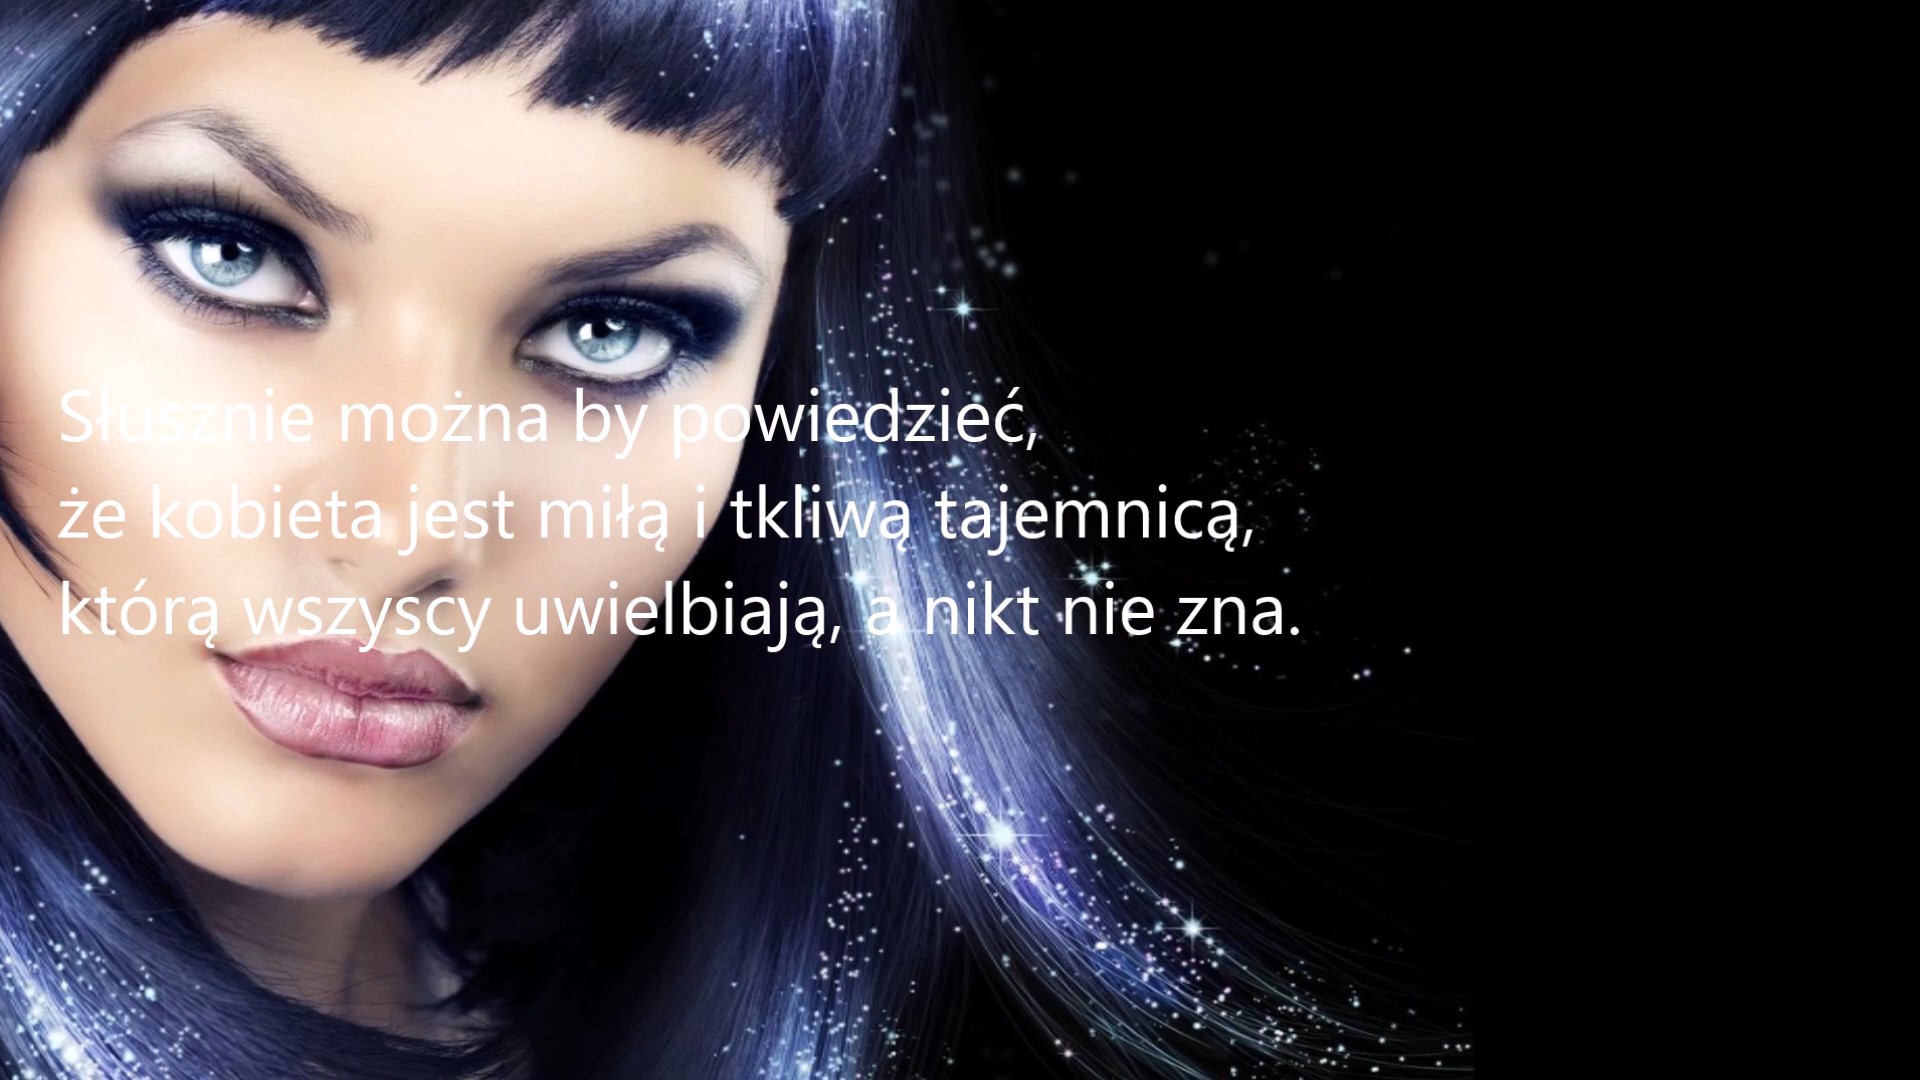 Słusznie można by powiedzieć,
że kobieta jest miłą i tkliwą tajemnicą,
którą wszyscy uwielbiają, a nikt nie zna.